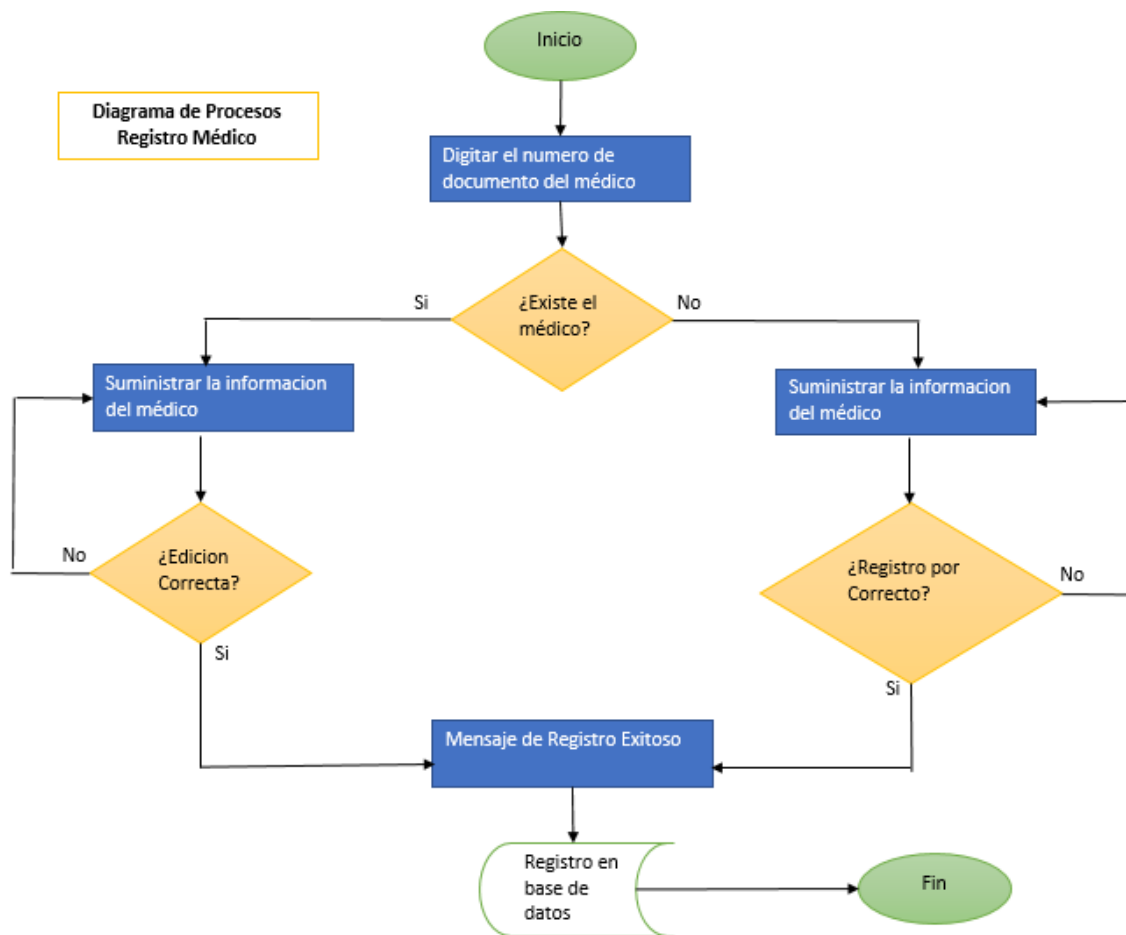 Inicio
Diagrama de Procesos
Registro Médico
Digitar el numero de
documento del médico
¿Existe el
médico?
Si
No
Suministrar la informacion
del médico
Suministrar la informacion
del médico
¿Edicion
Correcta?
No
Si
¿Registro por
Correcto?
No
Si
Mensaje de Registro Exitoso
Registro en
base de
datos
Fin